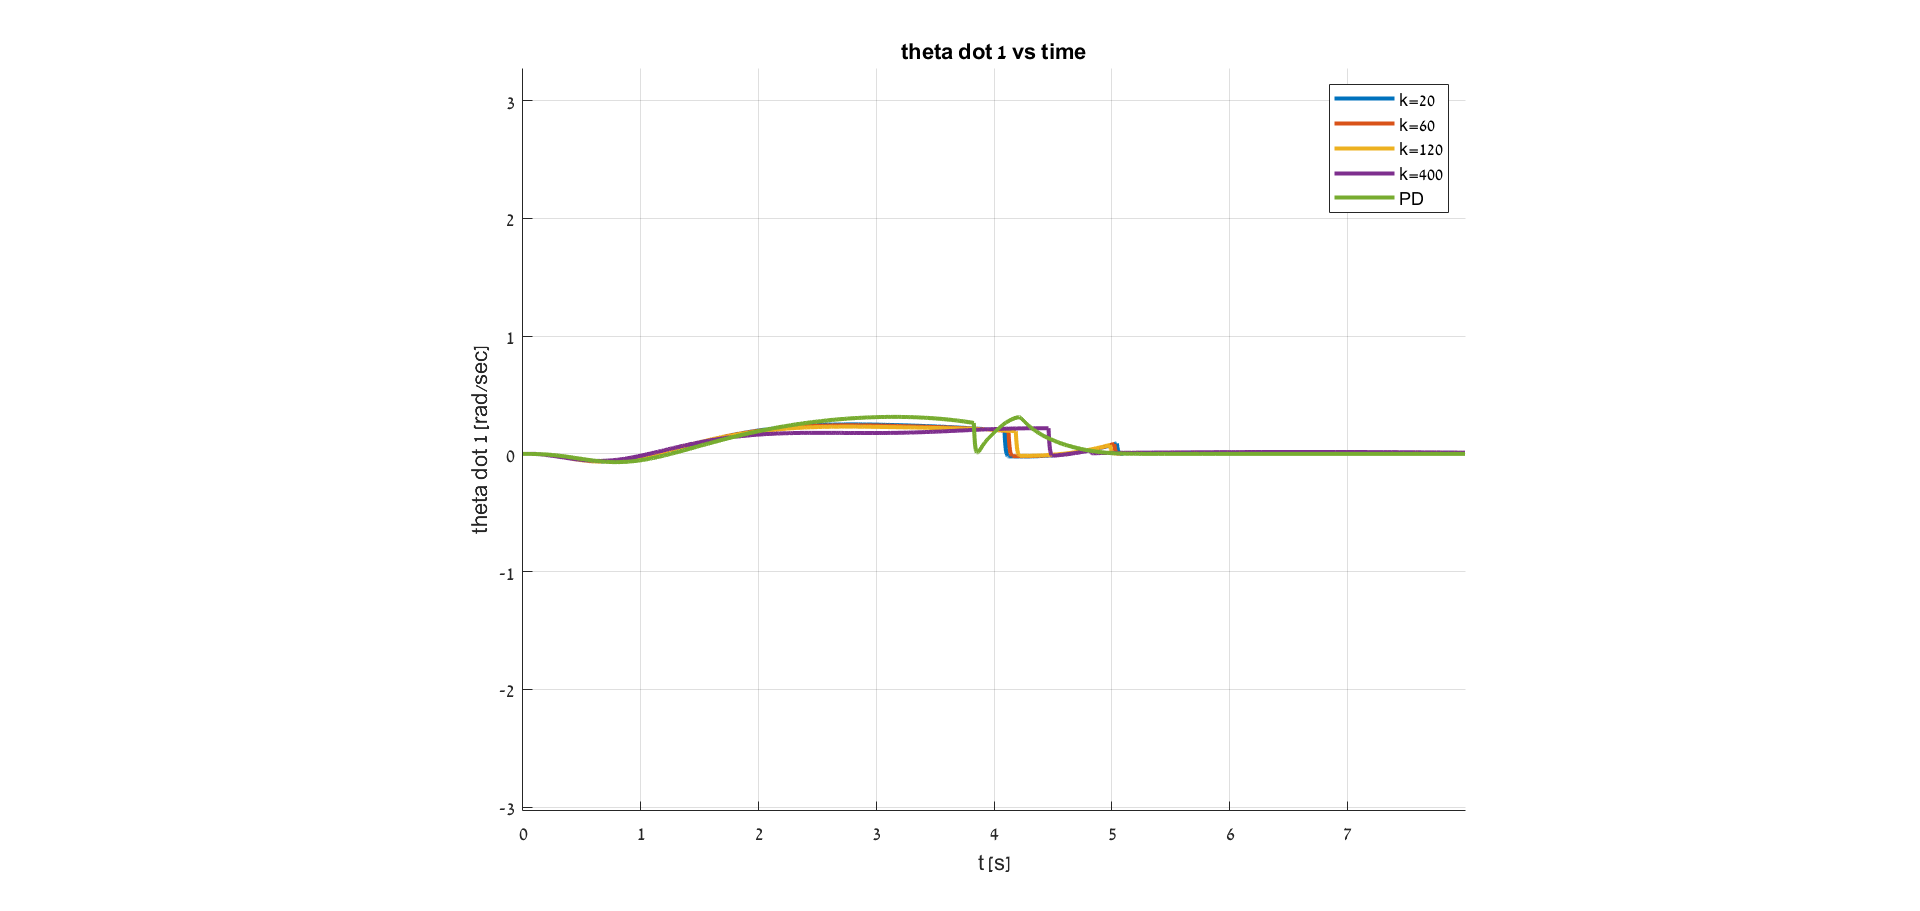 theta dot 1 vs time
k=20
k=60
k=120
k=400
PD
3
2
1
0
-1
-2
-3
theta dot 1 [rad/sec]
0 1 2 3 4 5 6 7
t [s]